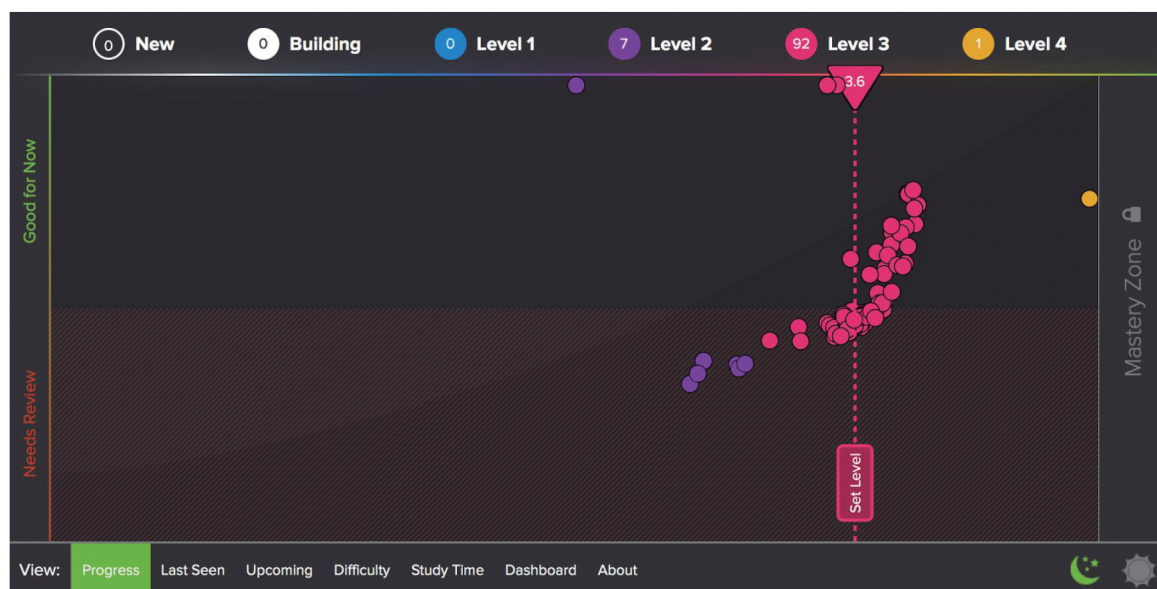 0 New
0 Building
0 Level 1
7 Level 2
92 Level 3
1 Level 4
3.6
Good for Now
Needs Review
Mastery Zone
Set Level
View: Progress Last Seen Upcoming Difficulty Study Time Dashboard About